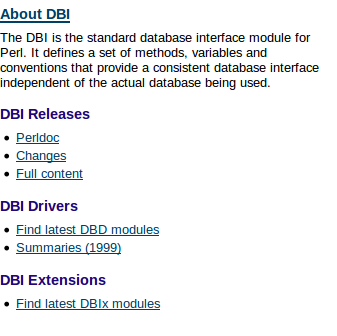 About DBI
The DBI is the standard database interface module for
Perl. It defines a set of methods, variables and
conventions that provide a consistent database interface
independent of the actual database being used.
DBI Releases
Perldoc
Changes
Full content
DBI Drivers
Find latest DBD modules
Summaries (1999)
DBI Extensions
Find latest DBIx modules